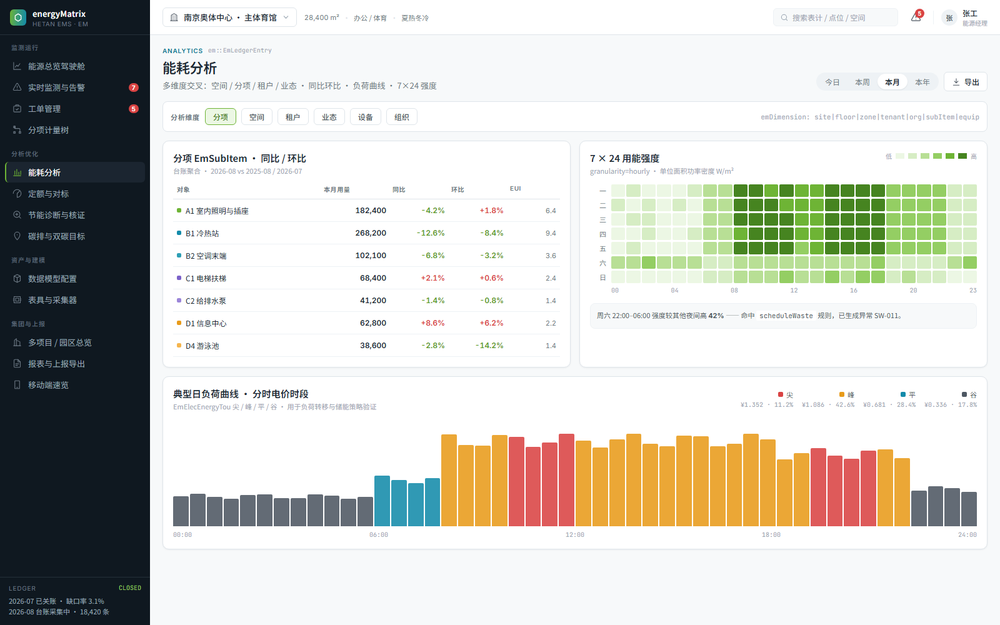 energyMatrix
HETAN EMS · EM
监测运行
能源总览驾驶舱
实时监测与告警 7
工单管理 5
分项计量树
分析优化
能耗分析
定额与对标
节能诊断与核证
碳排与双碳目标
资产与建模
数据模型配置
表具与采集器
集团与上报
多项目 / 园区总览
报表与上报导出
移动端速览
LEDGER CLOSED
2026-07 已关账 • 缺口率 3.1%
2026-08 台账采集中 • 18,420 条
南京奥体中心 • 主体育馆 28,400 m² · 办公 / 体育 · 夏热冬冷
搜索表计 / 点位 / 空间
5
张
张工
能源经理
ANALYTICS em::EmLedgerEntry
能耗分析
多维度交叉：空间 / 分项 / 租户 / 业态 • 同比环比 • 负荷曲线 • 7×24 强度
今日 本周 本月 本年 导出
分析维度 分项 空间 租户 业态 设备 组织
emDimension: site|floor|zone|tenant|org|subItem|equip
分项 EmSubItem • 同比 / 环比
台账聚合 • 2026-08 vs 2025-08 / 2026-07
对象 本月用量 同比 环比 EUI
A1 室内照明与插座 182,400 -4.2% +1.8% 6.4
B1 冷热站 268,200 -12.6% -8.4% 9.4
B2 空调末端 102,100 -6.8% -3.2% 3.6
C1 电梯扶梯 68,400 +2.1% +0.6% 2.4
C2 给排水泵 41,200 -1.4% -0.8% 1.4
D1 信息中心 62,800 +8.6% +6.2% 2.2
D4 游泳池 38,600 -2.8% -14.2% 1.4
7 × 24 用能强度
granularity=hourly • 单位面积功率密度 W/m²
低 高
一
二
三
四
五
六
日
00 04 08 12 16 20 23
周六 22:00–06:00 强度较其他夜间高 42% —— 命中 scheduleWaste 规则，已生成异常 SW-011。
典型日负荷曲线 • 分时电价时段
EmElecEnergyTou 尖 / 峰 / 平 / 谷 • 用于负荷转移与储能策略验证
尖 峰 平 谷
¥1.352 · 11.2% ¥1.086 · 42.6% ¥0.681 · 28.4% ¥0.336 · 17.8%
00:00 06:00 12:00 18:00 24:00